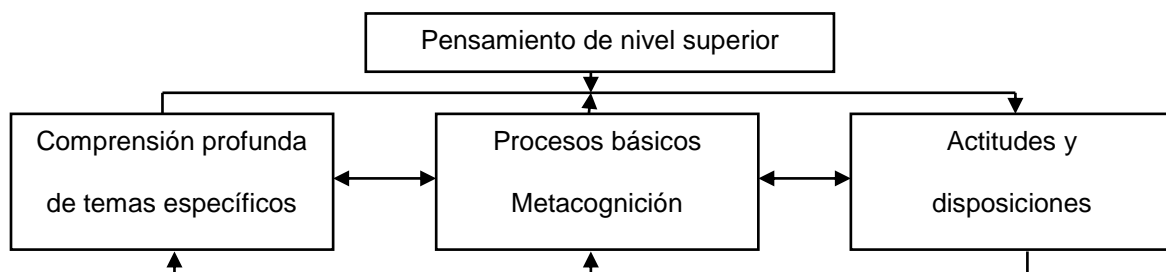 Pensamiento de nivel superior
Comprensión profunda
de temas específicos
Procesos básicos
Metacognición
Actitudes y
disposiciones